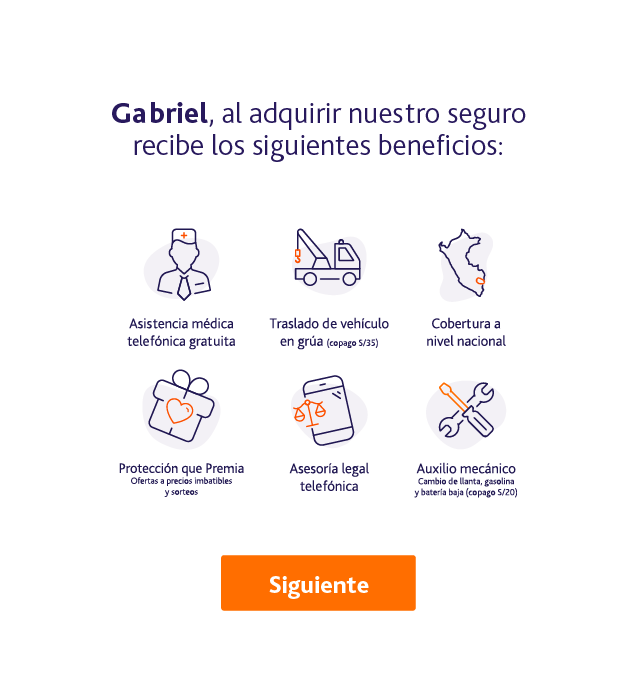 Gabriel, al adquirir nuestro seguro
recibe los siguientes beneficios:
Asistencia médica
telefónica gratuita
Traslado de vehículo
en grúa (copago S/35)
Cobertura a
nivel nacional
Protección que Premia
Ofertas a precios imbatibles
y sorteos
Asesoría legal
telefónica
Auxilio mecánico
Cambio de llanta, gasolina
y batería baja (copago S/20)
Siguiente